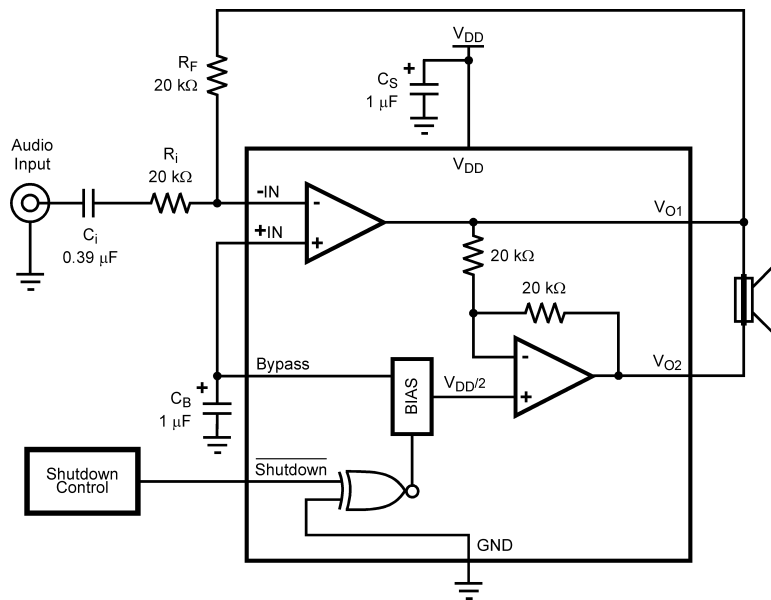 V_DD
R_F
20 kΩ
+
C_S
1 µF
Audio
Input
R_i
20 kΩ
V_DD
-IN
-
V_O1
+IN
+
C_i
0.39 µF
20 kΩ
20 kΩ
Bypass
-
V_O2
+
C_B
1 µF
BIAS
V_DD/2
+
Shutdown
Shutdown
Control
GND